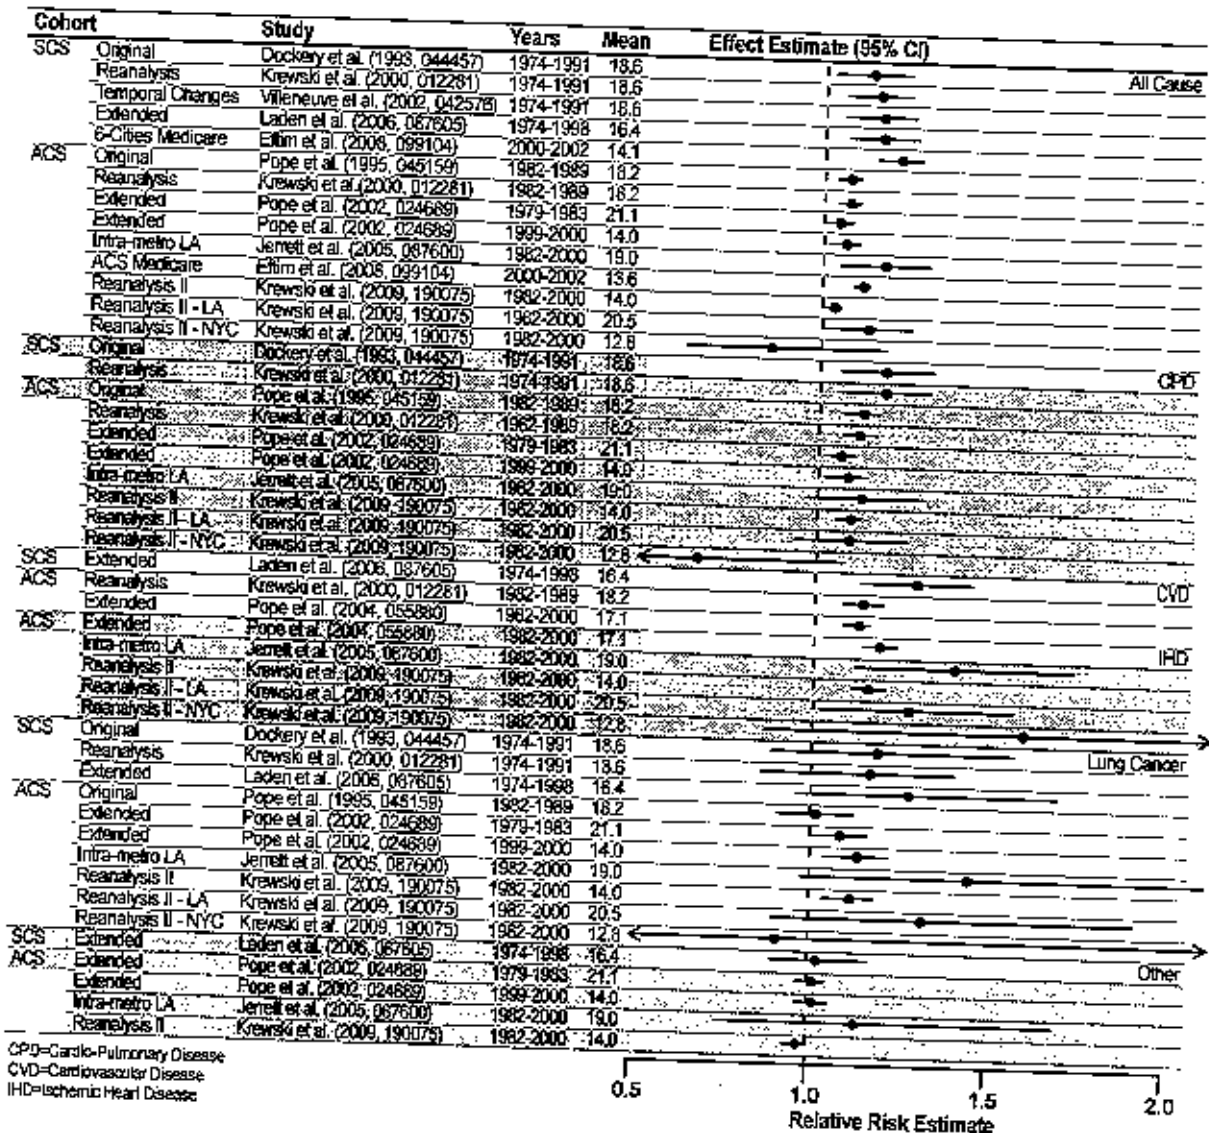 Cohort Study Years Mean Effect Estimate (95% CI)
SCS Original Dockery et al. (1993, 044457) 1974-1991 18.6
All Cause
Reanalysis Krewski et al. (2000, 012281) 1974-1991 18.6
Temporal Changes Villeneuve et al. (2002, 042576) 1974-1991 18.6
Extended Laden et al. (2006, 087605) 1974-1998 16.4
6-Cities Medicare Eftim et al. (2008, 099104) 2000-2002 14.1
ACS Original Pope et al. (1995, 045159) 1982-1989 18.2
Reanalysis Krewski et al. (2000, 012281) 1982-1989 18.2
Extended Pope et al. (2002, 024689) 1979-1983 21.1
Extended Pope et al. (2002, 024689) 1999-2000 14.0
Intra-metro LA Jerrett et al. (2005, 087600) 1982-2000 19.0
ACS Medicare Eftim et al. (2008, 099104) 2000-2002 13.6
Reanalysis II Krewski et al. (2009, 190075) 1982-2000 14.0
Reanalysis II - LA Krewski et al. (2009, 190075) 1982-2000 20.5
Reanalysis II - NYC Krewski et al. (2009, 190075) 1982-2000 12.8
SCS Original Dockery et al. (1993, 044457) 1974-1991 18.6
CPD
Reanalysis Krewski et al. (2000, 012281) 1974-1991 18.6
ACS Original Pope et al. (1995, 045159) 1982-1989 18.2
Reanalysis Krewski et al. (2000, 012281) 1982-1989 18.2
Extended Pope et al. (2002, 024689) 1979-1983 21.1
Extended Pope et al. (2002, 024689) 1999-2000 14.0
Intra-metro LA Jerrett et al. (2005, 087600) 1982-2000 19.0
Reanalysis II Krewski et al. (2009, 190075) 1982-2000 14.0
Reanalysis II - LA Krewski et al. (2009, 190075) 1982-2000 20.5
Reanalysis II - NYC Krewski et al. (2009, 190075) 1982-2000 12.8
SCS Extended Laden et al. (2006, 087605) 1974-1998 16.4
CVD
ACS Reanalysis Krewski et al. (2000, 012281) 1982-1989 18.2
Extended Pope et al. (2004, 055880) 1982-2000 17.1
ACS Extended Pope et al. (2004, 055880) 1982-2000 17.1
IHD
Intra-metro LA Jerrett et al. (2005, 087600) 1982-2000 19.0
Reanalysis II Krewski et al. (2009, 190075) 1982-2000 14.0
Reanalysis II - LA Krewski et al. (2009, 190075) 1982-2000 20.5
Reanalysis II - NYC Krewski et al. (2009, 190075) 1982-2000 12.8
SCS Original Dockery et al. (1993, 044457) 1974-1991 18.6
Lung Cancer
Reanalysis Krewski et al. (2000, 012281) 1974-1991 18.6
Extended Laden et al. (2006, 087605) 1974-1998 16.4
ACS Original Pope et al. (1995, 045159) 1982-1989 18.2
Extended Pope et al. (2002, 024689) 1979-1983 21.1
Extended Pope et al. (2002, 024689) 1999-2000 14.0
Intra-metro LA Jerrett et al. (2005, 087600) 1982-2000 19.0
Reanalysis II Krewski et al. (2009, 190075) 1982-2000 14.0
Reanalysis II - LA Krewski et al. (2009, 190075) 1982-2000 20.5
Reanalysis II - NYC Krewski et al. (2009, 190075) 1982-2000 12.8
SCS Extended Laden et al. (2006, 087605) 1974-1998 16.4
Other
ACS Extended Pope et al. (2002, 024689) 1979-1983 21.1
Extended Pope et al. (2002, 024689) 1999-2000 14.0
Intra-metro LA Jerrett et al. (2005, 087600) 1982-2000 19.0
Reanalysis II Krewski et al. (2009, 190075) 1982-2000 14.0
CPD=Cardio-Pulmonary Disease
CVD=Cardiovascular Disease
IHD=Ischemic Heart Disease
0.5 1.0 1.5 2.0
Relative Risk Estimate